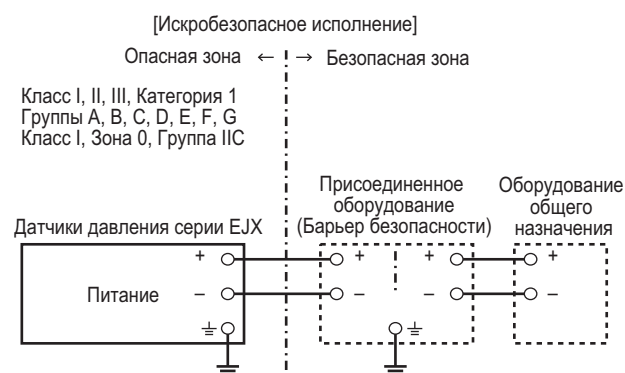 [Искробезопасное исполнение]
Опасная зона ← → Безопасная зона
Класс I, II, III, Категория 1
Группы A, B, C, D, E, F, G
Класс I, Зона 0, Группа IIC
Присоединенное
оборудование
(Барьер безопасности)
Оборудование
общего
назначения
Датчики давления серии EJX
+ + + +
Питание – – – –